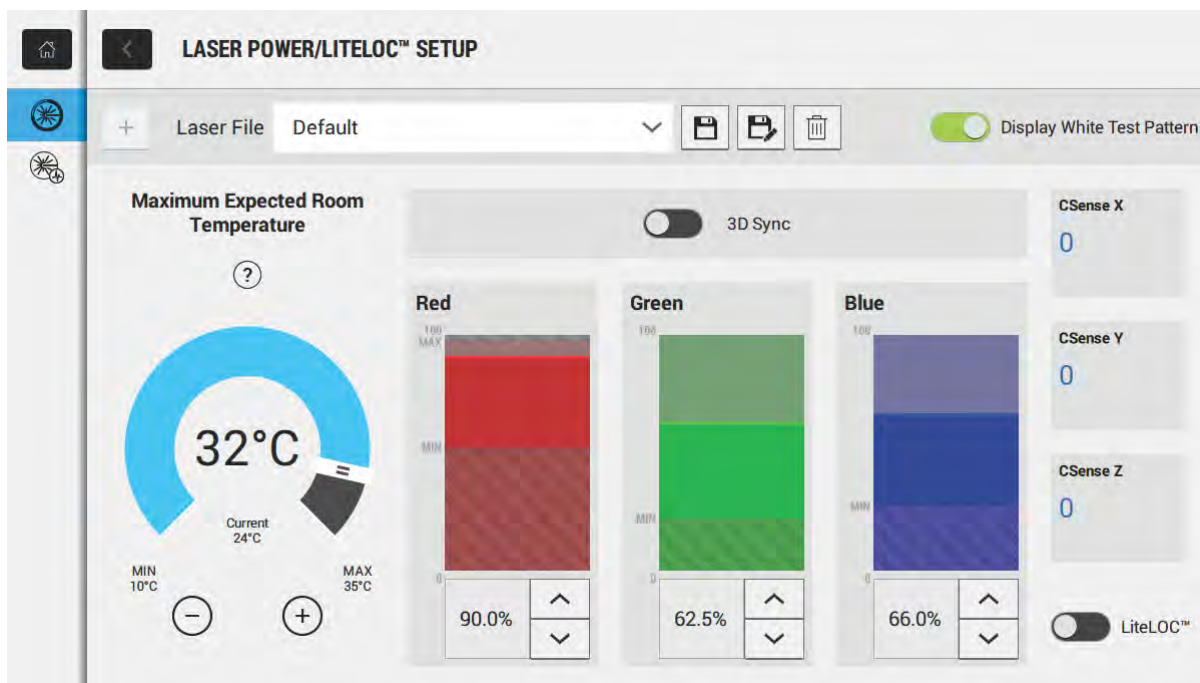 LASER POWER/LITELOC™ SETUP
Laser File Default
Display White Test Pattern
Maximum Expected Room
Temperature
?
32°C
Current
24°C
MIN
10°C
MAX
35°C
3D Sync
Red
100
MAX
MIN
0
90.0%
Green
100
MIN
0
62.5%
Blue
100
MIN
0
66.0%
CSense X
0
CSense Y
0
CSense Z
0
LiteLOC™